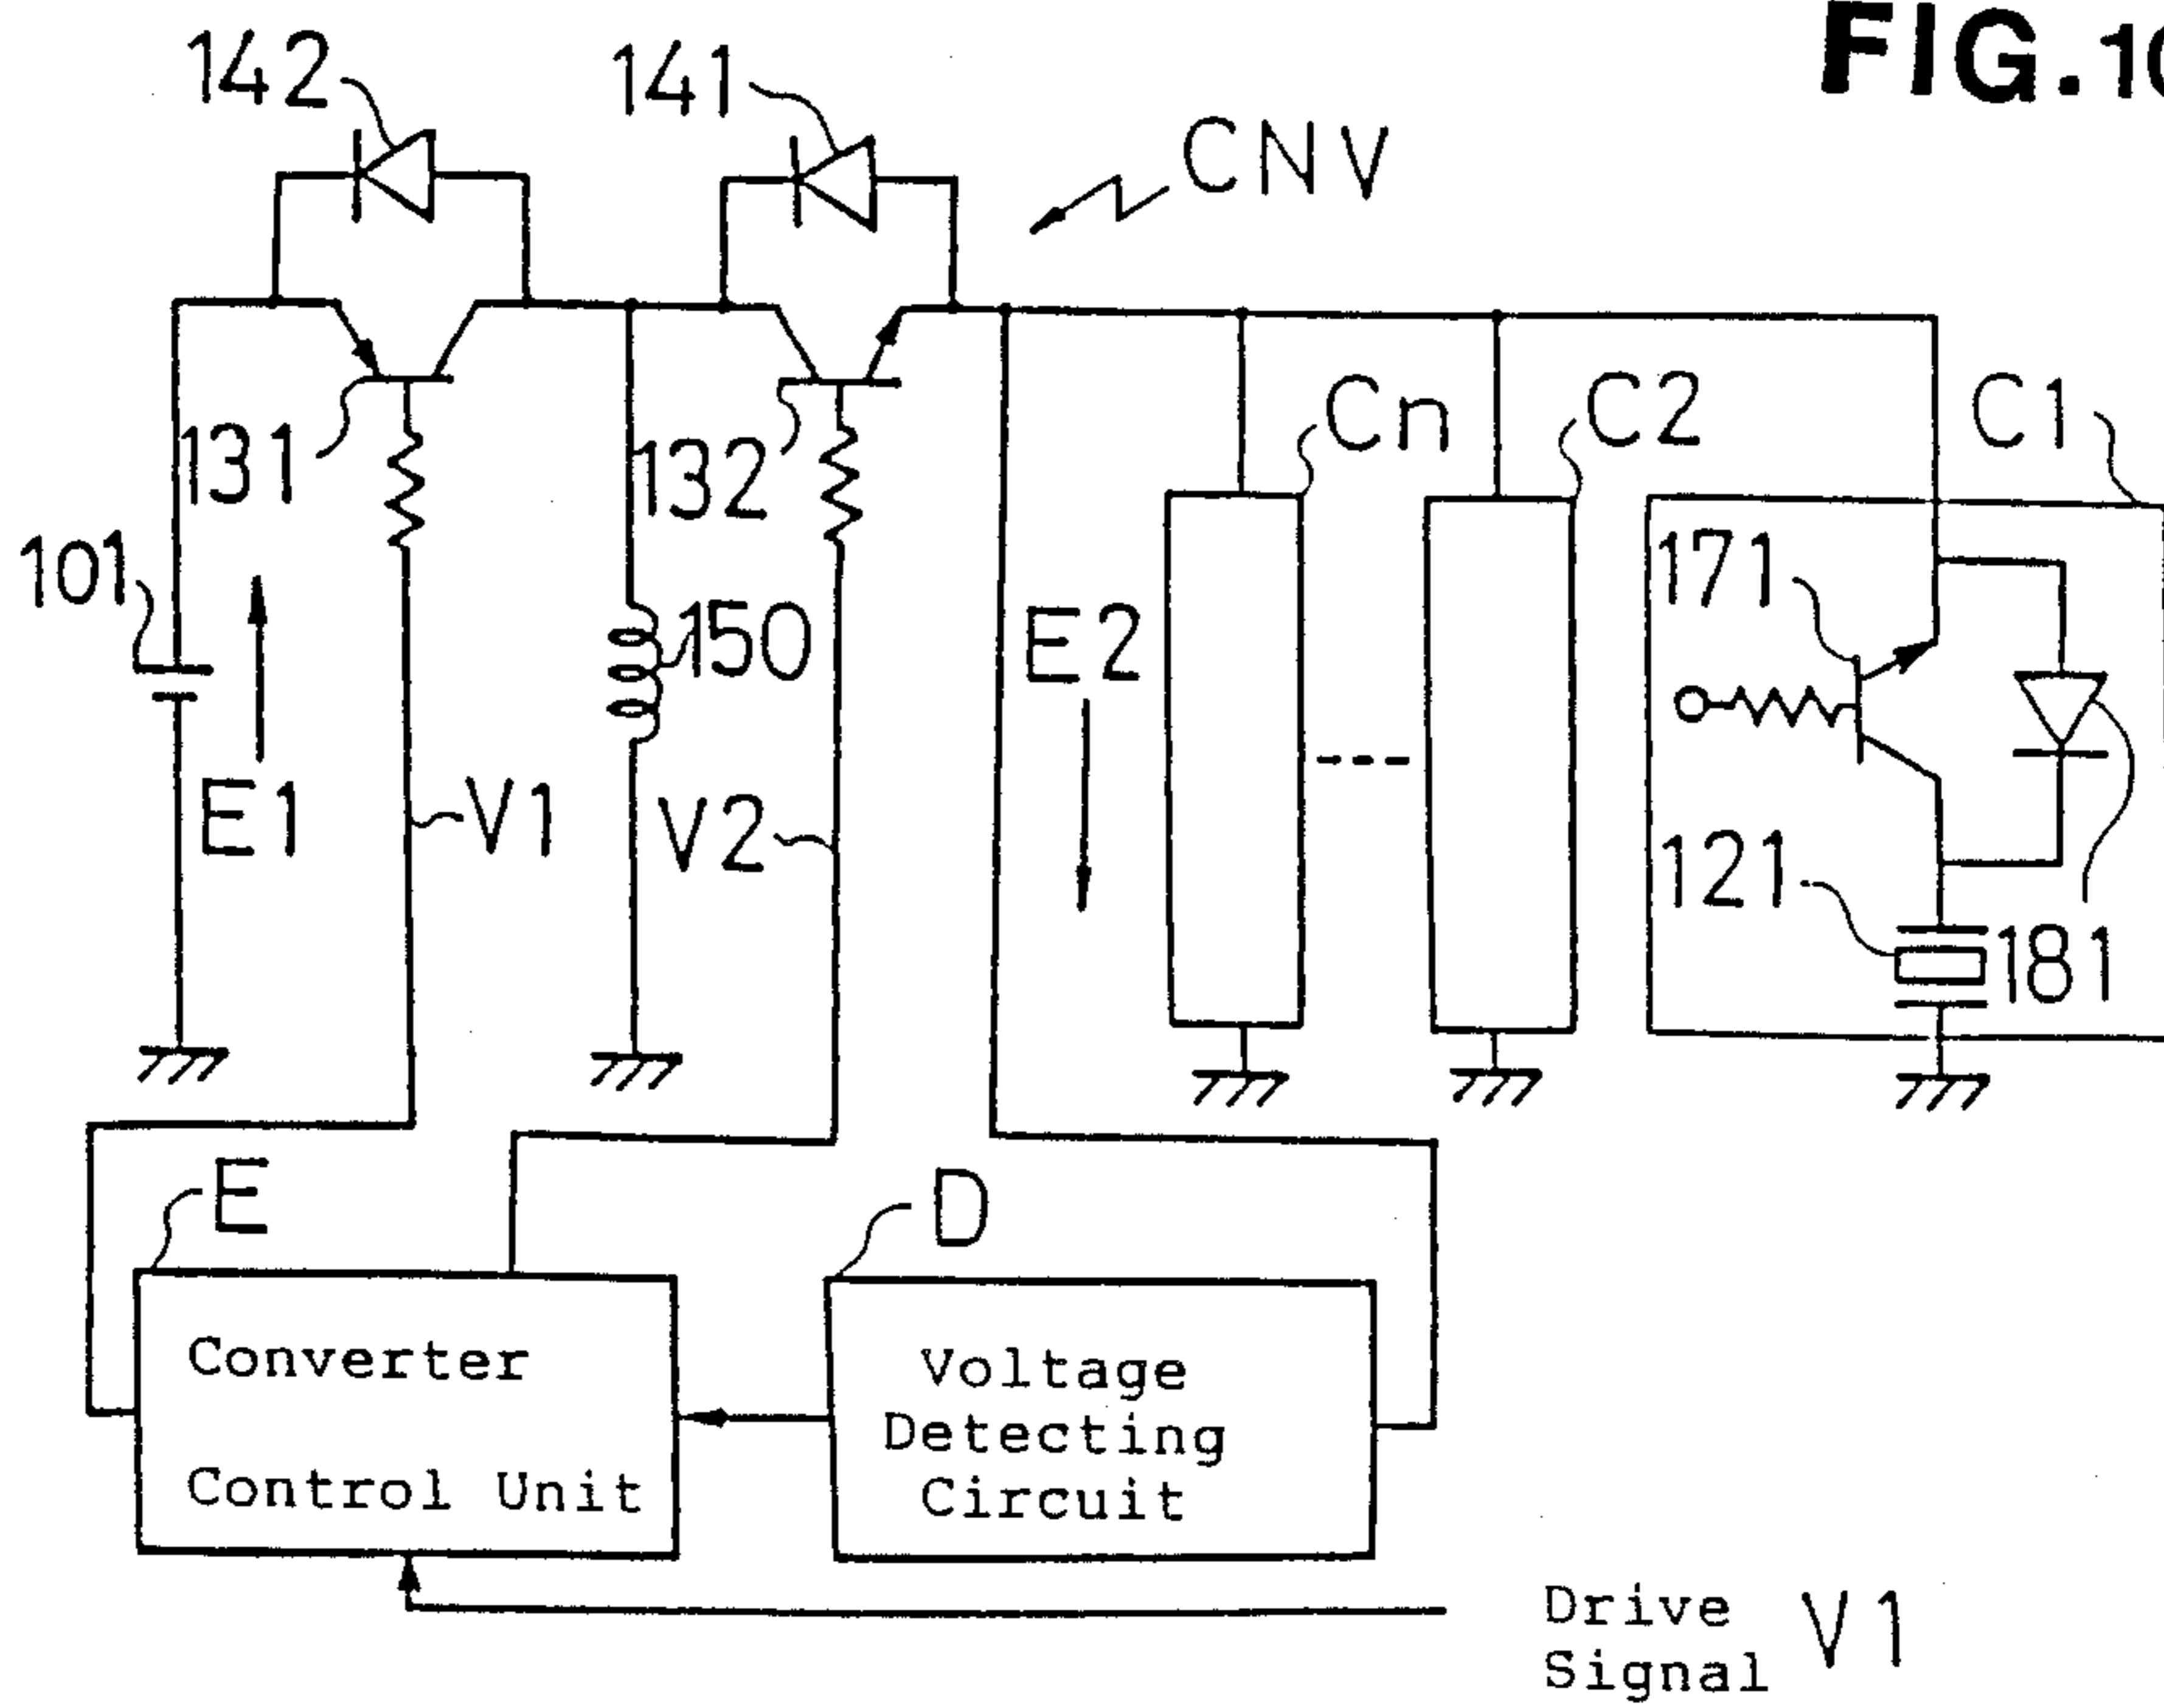 FIG.10
142
141
CNV
131
132
Cn
C2
C1
101
171
150
E2
E1
V1
V2
121
181
E
D
Converter
Control Unit
Voltage
Detecting
Circuit
Drive
Signal V1